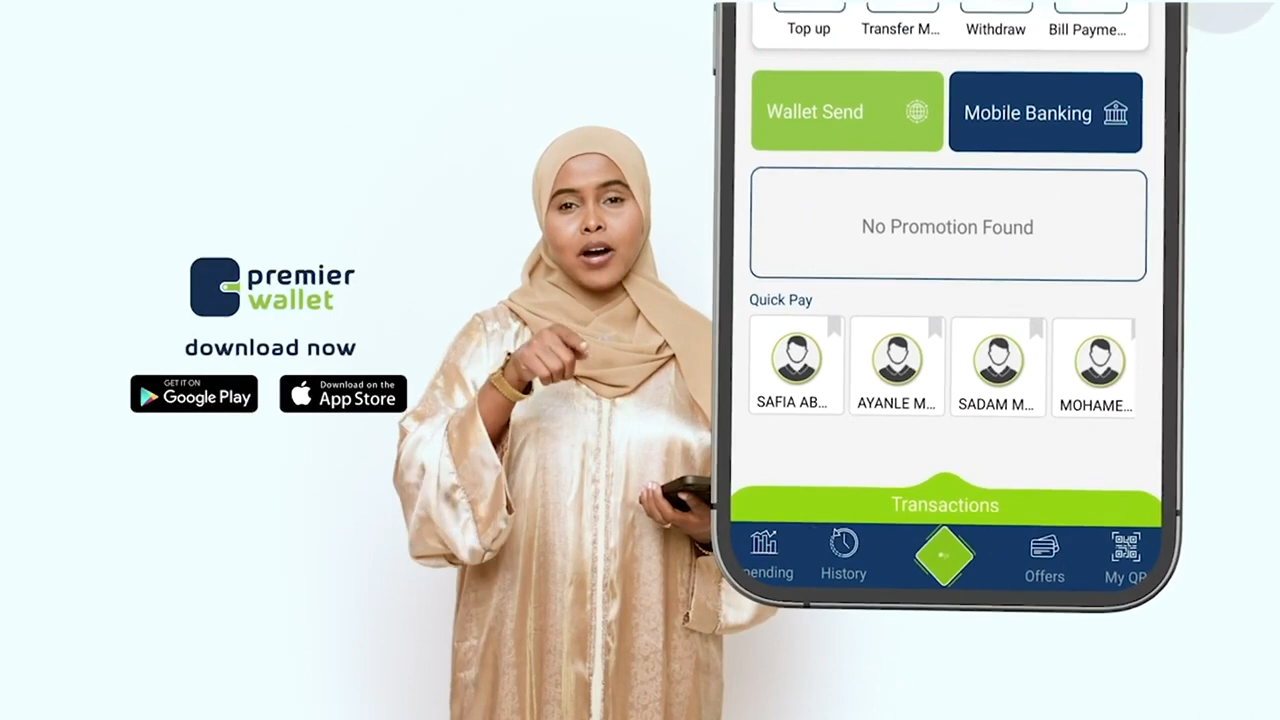 premier
wallet
download now
GET IT ON
Google Play
Download on the
App Store
Top up
Transfer M...
Withdraw
Bill Payme...
Wallet Send
Mobile Banking
No Promotion Found
Quick Pay
SAFIA AB...
AYANLE M...
SADAM M...
MOHAME...
Transactions
pending
History
Offers
My QR